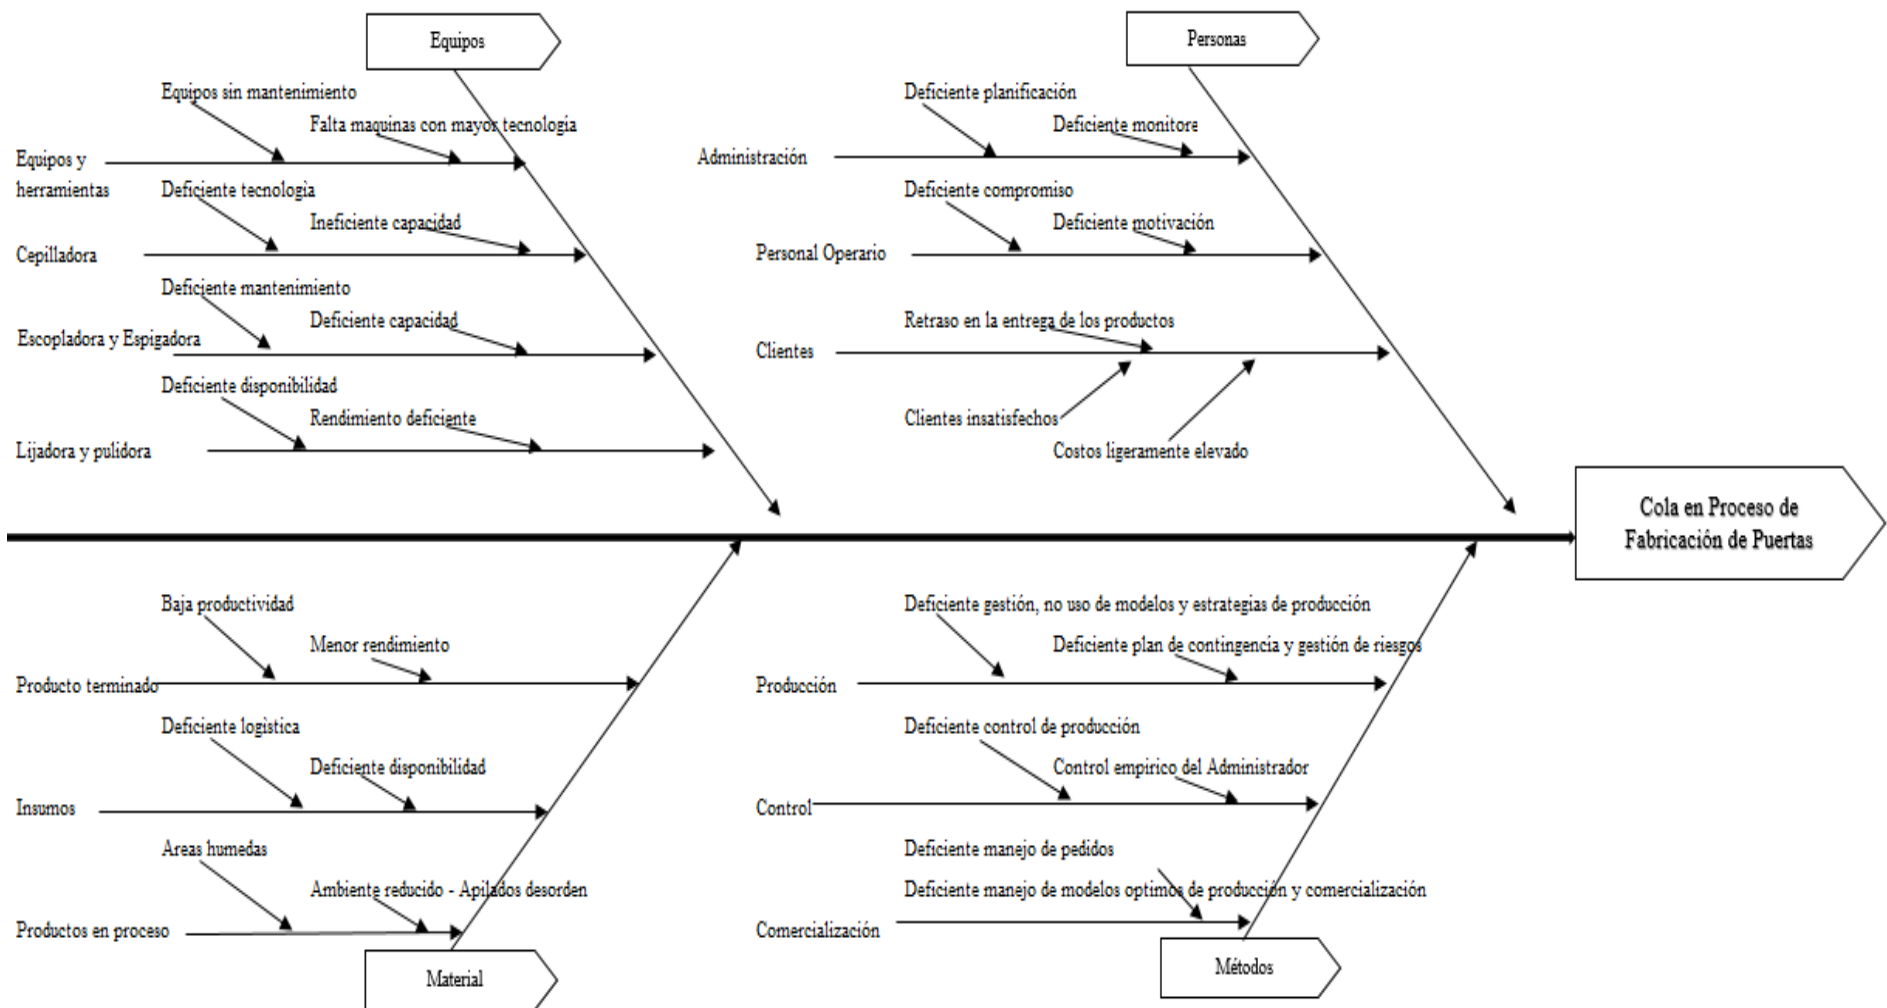 Equipos
Personas
Equipos sin mantenimiento
Falta maquinas con mayor tecnologia
Equipos y
herramientas
Deficiente tecnologìa
Ineficiente capacidad
Cepilladora
Deficiente mantenimiento
Deficiente capacidad
Escopladora y Espigadora
Deficiente disponibilidad
Rendimiento deficiente
Lijadora y pulidora
Deficiente planificación
Deficiente monitore
Administración
Deficiente compromiso
Deficiente motivación
Personal Operario
Retraso en la entrega de los productos
Clientes
Clientes insatisfechos
Costos ligeramente elevado
Cola en Proceso de
Fabricación de Puertas
Baja productividad
Menor rendimiento
Producto terminado
Deficiente logìstica
Deficiente disponibilidad
Insumos
Areas humedas
Ambiente reducido - Apilados desorden
Productos en proceso
Material
Deficiente gestión, no uso de modelos y estrategias de producción
Deficiente plan de contingencia y gestión de riesgos
Producción
Deficiente control de producción
Control empirico del Administrador
Control
Deficiente manejo de pedidos
Deficiente manejo de modelos optimos de producción y comercialización
Comercialización
Métodos